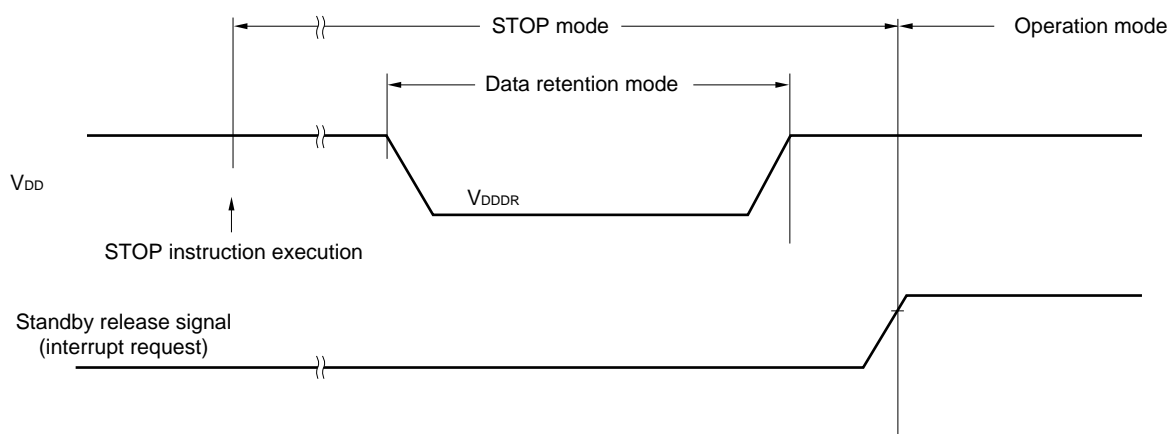 STOP mode
Operation mode
Data retention mode
VDD
VDDDR
STOP instruction execution
Standby release signal
(interrupt request)